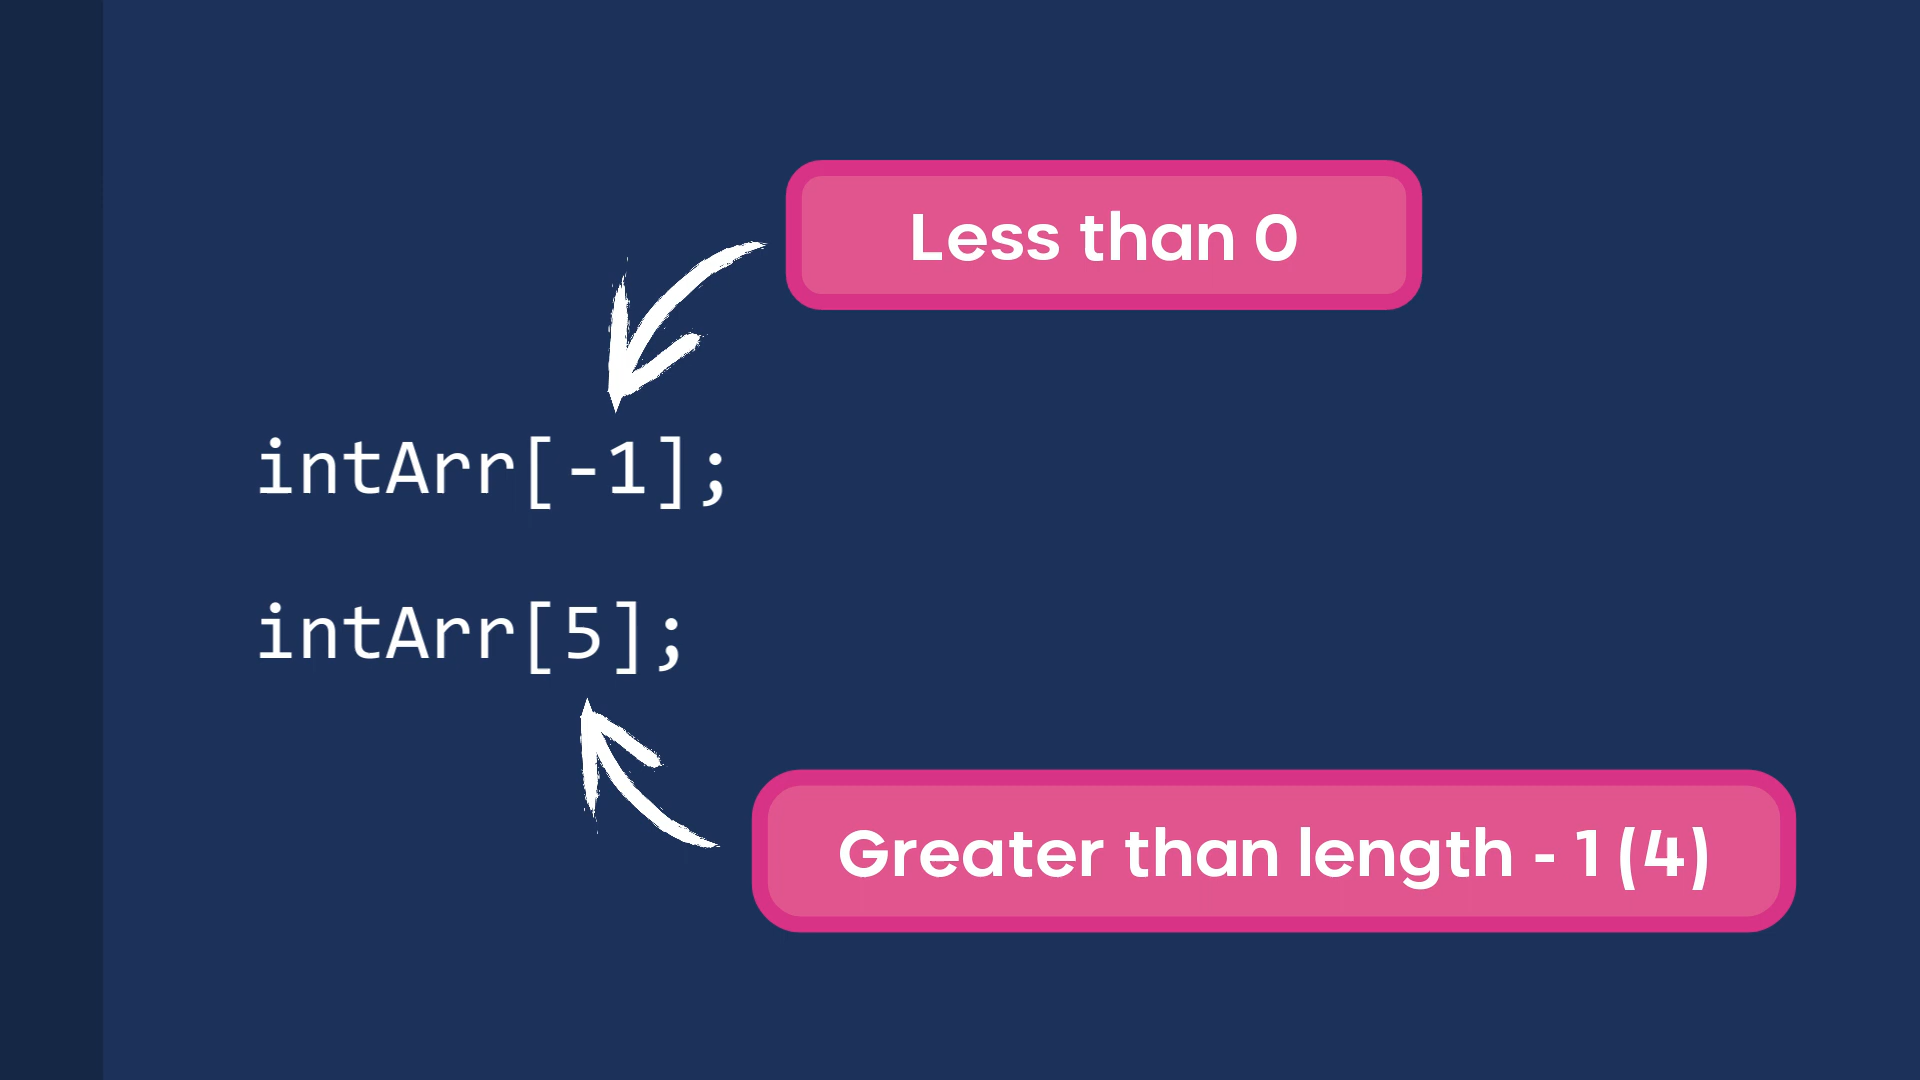 Less than 0
intArr[-1];
intArr[5];
Greater than length - 1 (4)